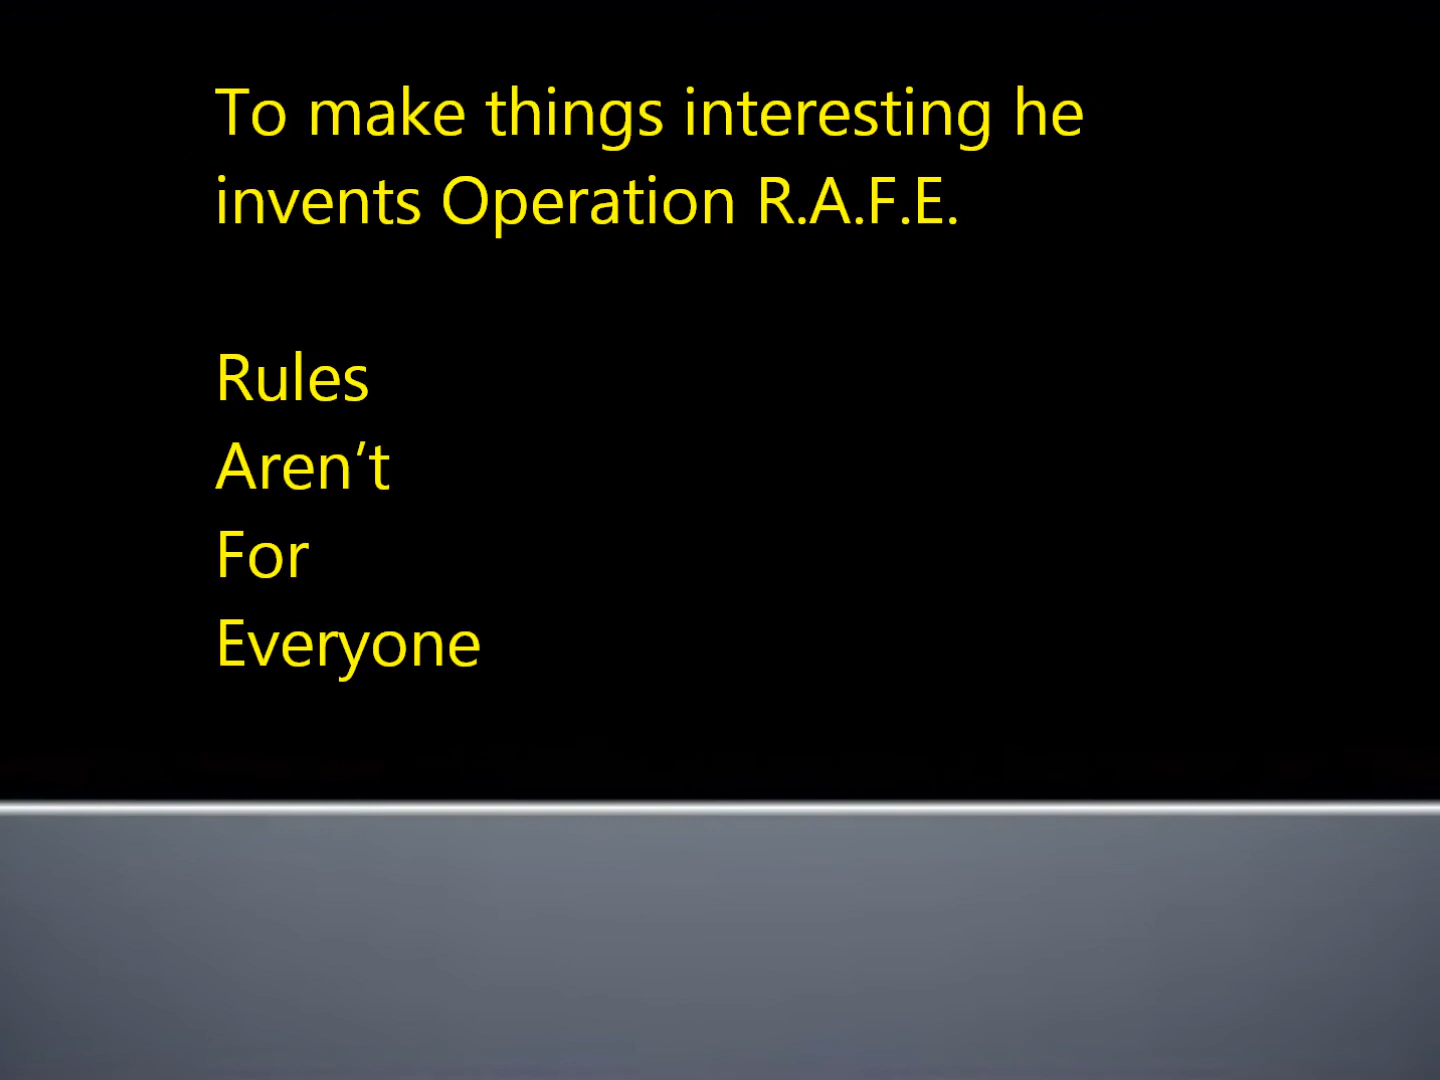 To make things interesting he
invents Operation R.A.F.E.
Rules
Aren’t
For
Everyone